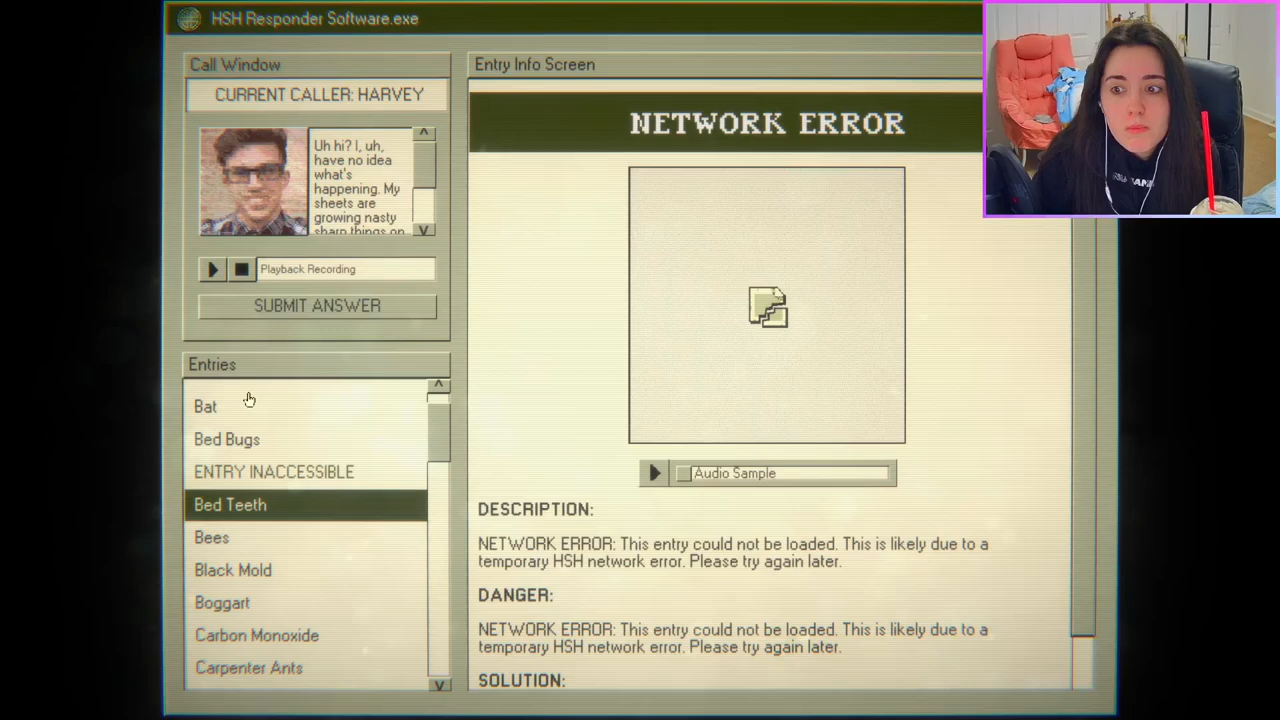 HSH Responder Software.exe
Call Window
CURRENT CALLER: HARVEY
Uh hi? I, uh,
have no idea
what's
happening. My
sheets are
growing nasty
sharp things on
Playback Recording
SUBMIT ANSWER
Entries
Bat
Bed Bugs
ENTRY INACCESSIBLE
Bed Teeth
Bees
Black Mold
Boggart
Carbon Monoxide
Carpenter Ants
Entry Info Screen
NETWORK ERROR
Audio Sample
DESCRIPTION:
NETWORK ERROR: This entry could not be loaded. This is likely due to a
temporary HSH network error. Please try again later.
DANGER:
NETWORK ERROR: This entry could not be loaded. This is likely due to a
temporary HSH network error. Please try again later.
SOLUTION: